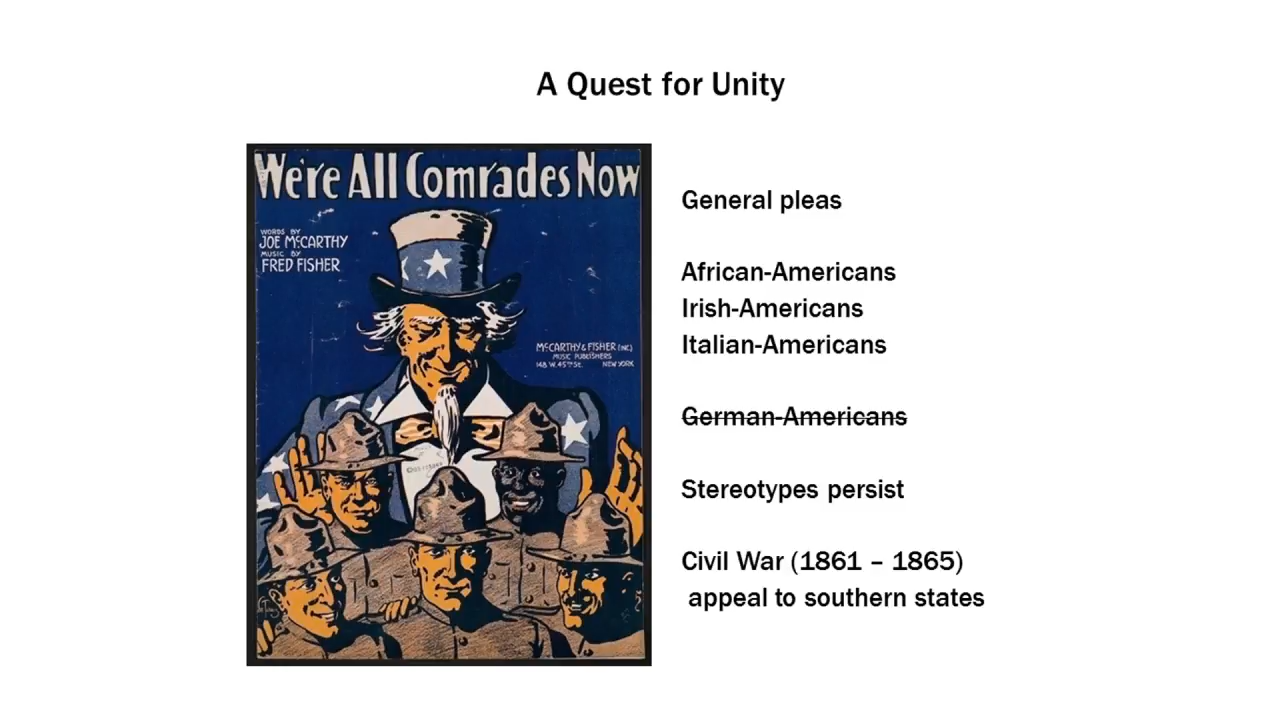 A Quest for Unity
We're All Comrades Now
WORDS BY
JOE McCARTHY
MUSIC BY
FRED FISHER
McCARTHY & FISHER (INC.)
MUSIC PUBLISHERS
148 W. 45TH ST. NEW YORK
General pleas
African-Americans
Irish-Americans
Italian-Americans
German-Americans
Stereotypes persist
Civil War (1861 – 1865)
appeal to southern states